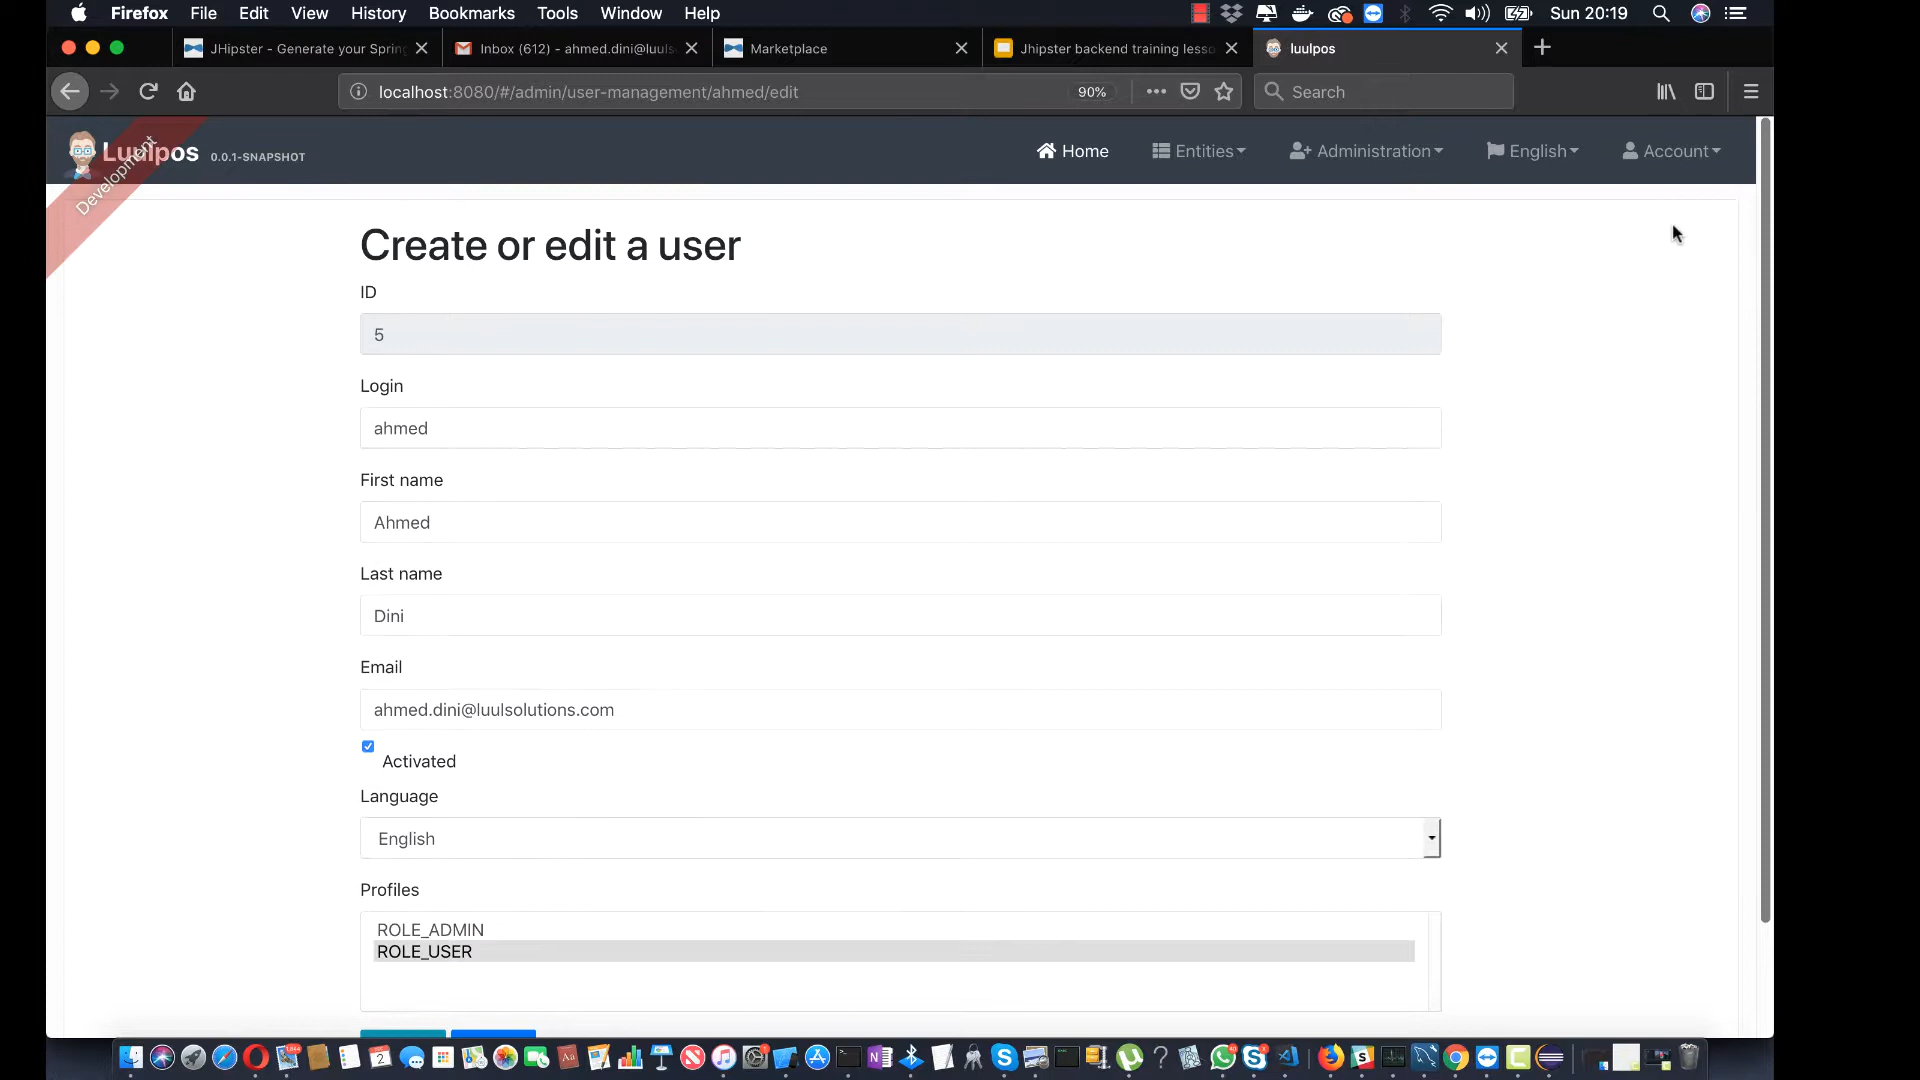 Firefox File Edit View History Bookmarks Tools Window Help Sun 20:19
JHipster - Generate your Spring Inbox (612) - ahmed.dini@luuls Marketplace Jhipster backend training lesso luulpos
localhost:8080/#/admin/user-management/ahmed/edit 90% Search
Luulpos 0.0.1-SNAPSHOT Home Entities Administration English Account
Development
Create or edit a user
ID
5
Login
ahmed
First name
Ahmed
Last name
Dini
Email
ahmed.dini@luulsolutions.com
Activated
Language
English
Profiles
ROLE_ADMIN
ROLE_USER